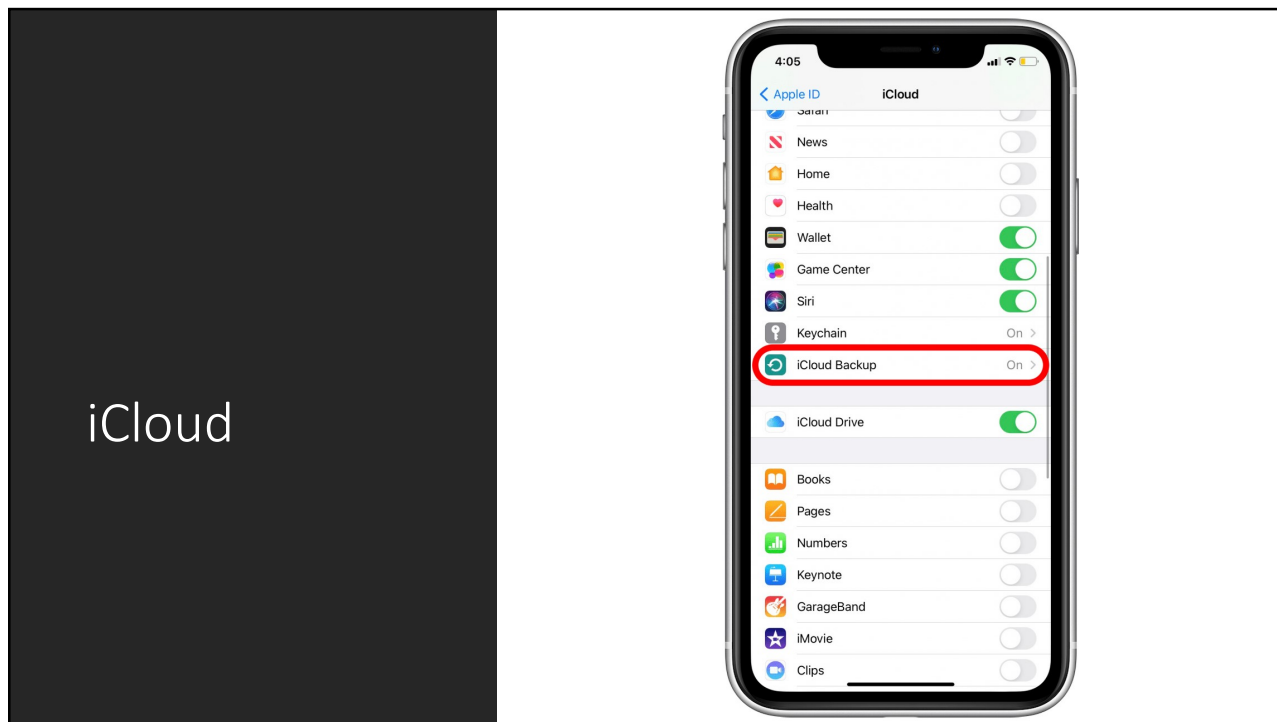 iCloud
4:05
Apple ID iCloud
Safari
News
Home
Health
Wallet
Game Center
Siri
Keychain On
iCloud Backup On
iCloud Drive
Books
Pages
Numbers
Keynote
GarageBand
iMovie
Clips